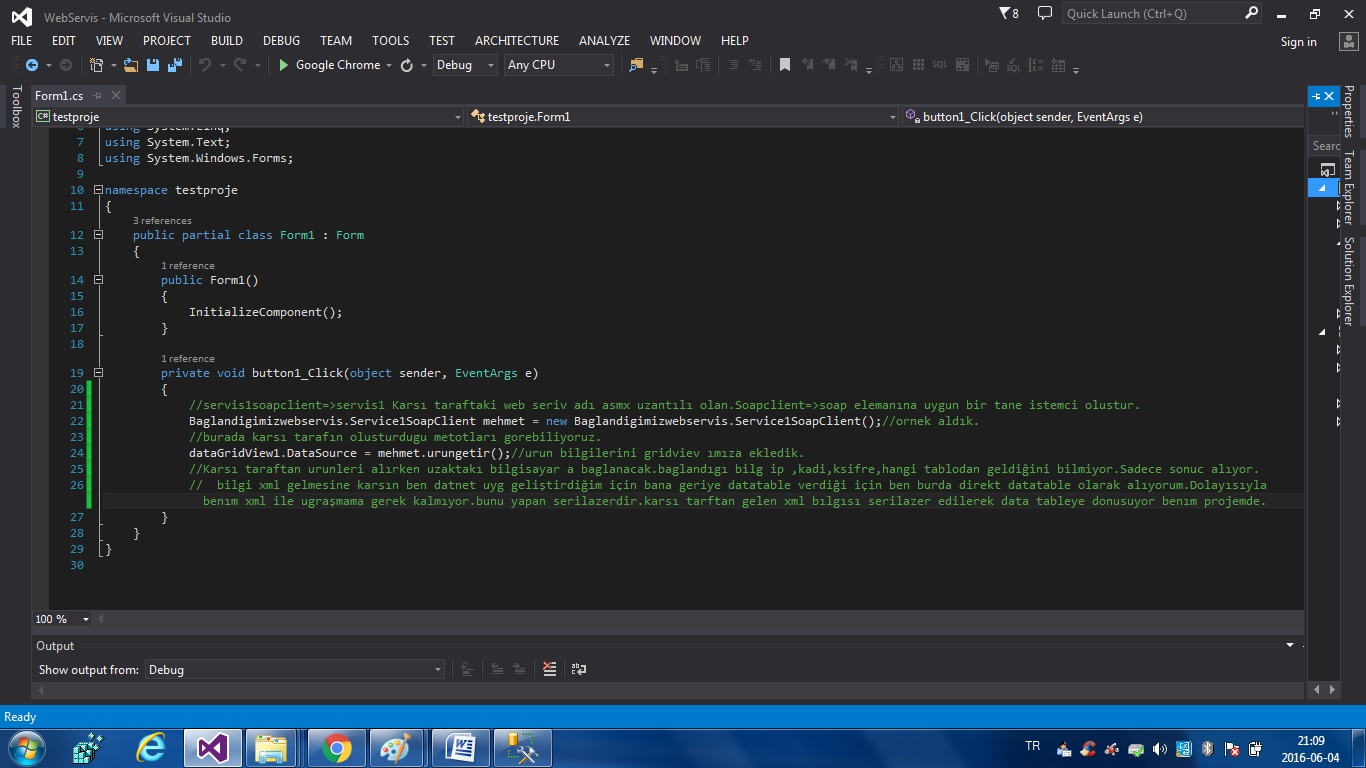 WebServis - Microsoft Visual Studio
8
Quick Launch (Ctrl+Q)
FILE EDIT VIEW PROJECT BUILD DEBUG TEAM TOOLS TEST ARCHITECTURE ANALYZE WINDOW HELP
Sign in
Google Chrome
Debug
Any CPU
Toolbox
Form1.cs
testproje
testproje.Form1
button1_Click(object sender, EventArgs e)
6 using System.Linq;
7 using System.Text;
8 using System.Windows.Forms;
9
10 namespace testproje
11 {
3 references
12 public partial class Form1 : Form
13 {
1 reference
14 public Form1()
15 {
16 InitializeComponent();
17 }
18
1 reference
19 private void button1_Click(object sender, EventArgs e)
20 {
21 //servis1soapclient=>servis1 Karsı taraftaki web seriv adı asmx uzantılı olan.Soapclient=>soap elemanına uygun bir tane istemci olustur.
22 Baglandigimizwebservis.Service1SoapClient mehmet = new Baglandigimizwebservis.Service1SoapClient();//ornek aldık.
23 //burada karsı tarafın olusturdugu metotları gorebiliyoruz.
24 dataGridView1.DataSource = mehmet.urungetir();//urun bilgilerini gridviev ımıza ekledik.
25 //Karsı taraftan urunleri alırken uzaktakı bilgisayar a baglanacak.baglandıgı bilg ip ,kadi,ksifre,hangi tablodan geldiğini bilmiyor.Sadece sonuc alıyor.
26 // bilgi xml gelmesine karsın ben datnet uyg geliştirdiğim için bana geriye datatable verdiği için ben burda direkt datatable olarak alıyorum.Dolayısıyla
benım xml ile ugraşmama gerek kalmıyor.bunu yapan serilazerdir.karsı tarftan gelen xml bılgısı serilazer edilerek data tableye donusuyor benım projemde.
27 }
28 }
29 }
30
100 %
Output
Show output from: Debug
Properties
Team Explorer
Solution Explorer
Searc
Ready
TR
21:09
2016-06-04